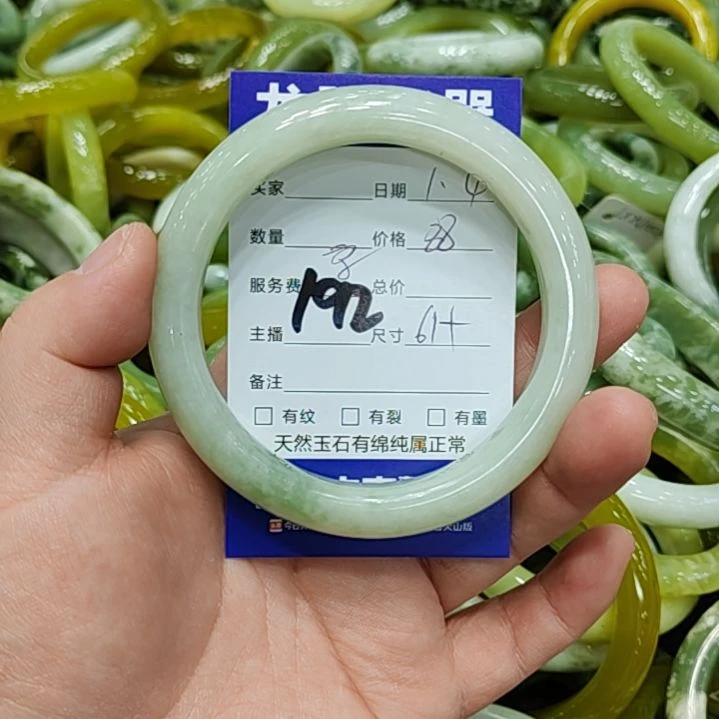 买家 日期 1.4
数量 价格 88
服务费 总价
192
主播 尺寸 61+
备注
□ 有纹 □ 有裂 □ 有墨
天然玉石有绵纯属正常